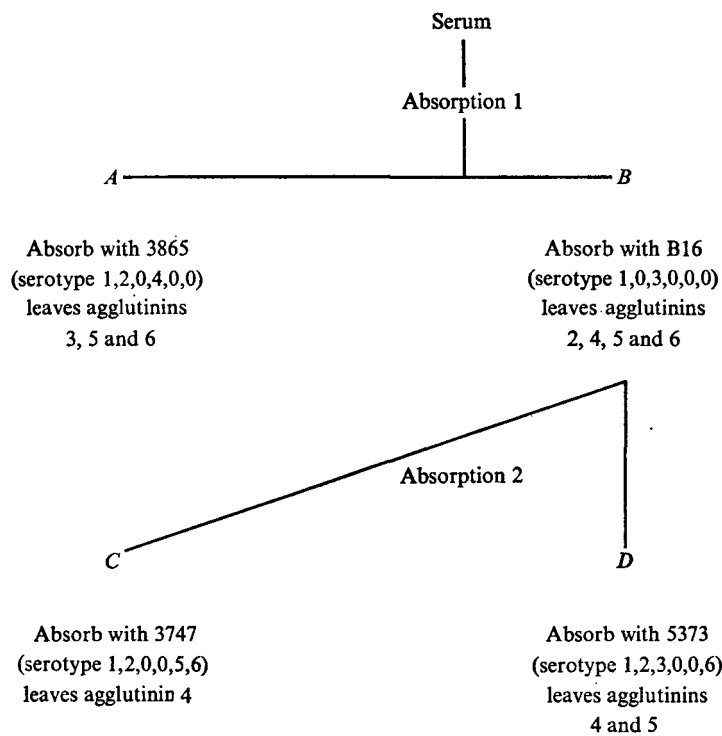 Serum
Absorption 1
A
B
Absorb with 3865
(serotype 1,2,0,4,0,0)
leaves agglutinins
3, 5 and 6
Absorb with B16
(serotype 1,0,3,0,0,0)
leaves agglutinins
2, 4, 5 and 6
Absorption 2
C
D
Absorb with 3747
(serotype 1,2,0,0,5,6)
leaves agglutinin 4
Absorb with 5373
(serotype 1,2,3,0,0,6)
leaves agglutinins
4 and 5